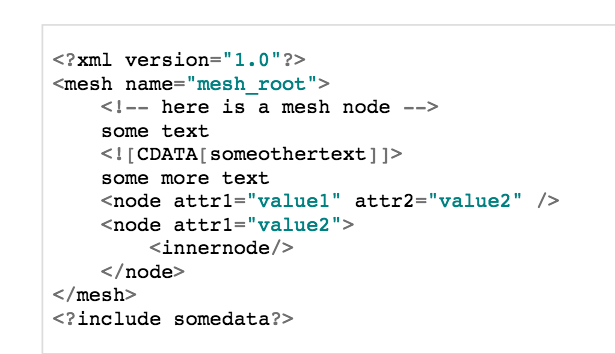 <?xml version="1.0"?>
<mesh name="mesh_root">
    <!-- here is a mesh node -->
    some text
    <![CDATA[someothertext]]>
    some more text
    <node attr1="value1" attr2="value2" />
    <node attr1="value2">
        <innernode/>
    </node>
</mesh>
<?include somedata?>